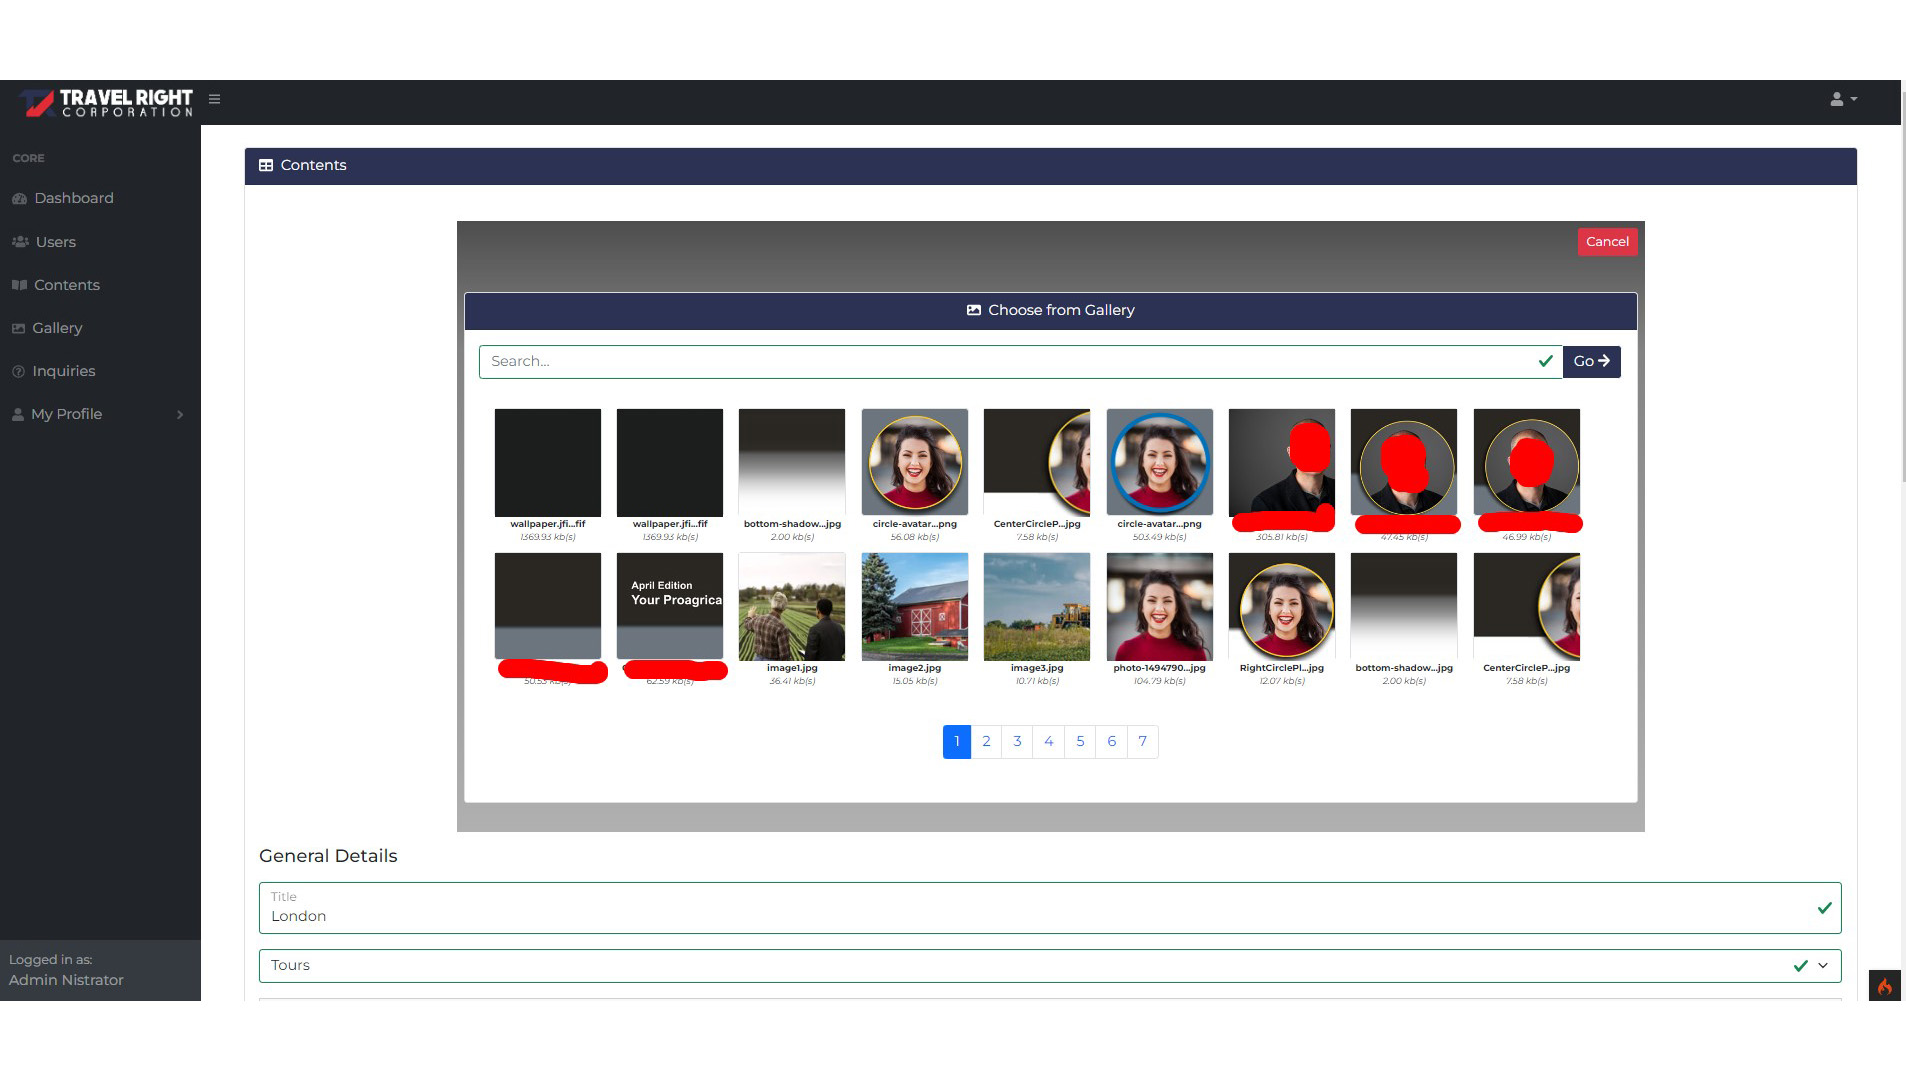 TRAVEL RIGHT
CORPORATION
CORE
Dashboard
Users
Contents
Gallery
Inquiries
My Profile
Logged in as:
Admin Nistrator
Contents
Cancel
Choose from Gallery
Search...
Go
wallpaper.jfi...fif
1369.93 kb(s)
wallpaper.jfi...fif
1369.93 kb(s)
bottom-shadow...jpg
2.00 kb(s)
circle-avatar...png
56.08 kb(s)
CenterCircleP...jpg
7.58 kb(s)
circle-avatar...png
503.49 kb(s)
305.81 kb(s)
47.45 kb(s)
46.99 kb(s)
50.53 kb(s)
April Edition
Your Proagrica
62.59 kb(s)
image1.jpg
36.41 kb(s)
image2.jpg
15.05 kb(s)
image3.jpg
10.71 kb(s)
photo-1494790...jpg
104.79 kb(s)
RightCirclePl...jpg
12.07 kb(s)
bottom-shadow...jpg
2.00 kb(s)
CenterCircleP...jpg
7.58 kb(s)
1 2 3 4 5 6 7
General Details
Title
London
Tours